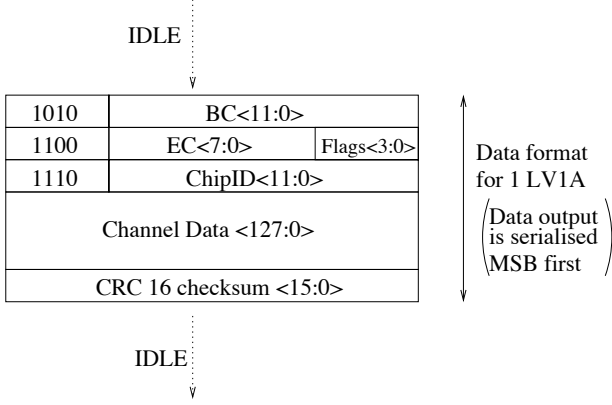 IDLE
1010 BC<11:0>
1100 EC<7:0> Flags<3:0>
1110 ChipID<11:0>
Channel Data <127:0>
CRC 16 checksum <15:0>
IDLE
Data format
for 1 LV1A
(Data output
is serialised
MSB first)